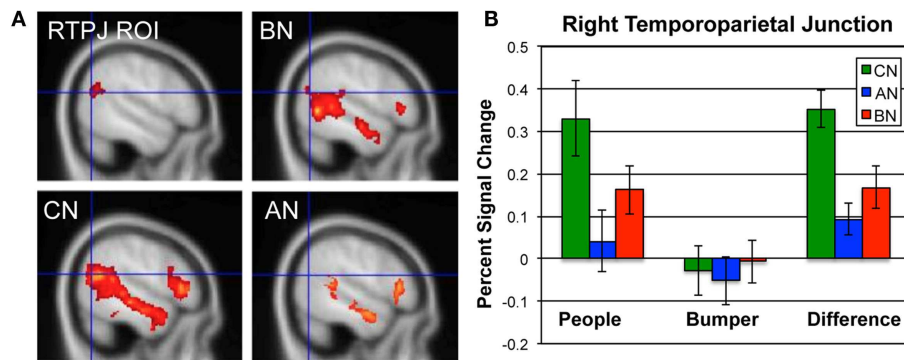 A
RTPJ ROI
BN
CN
AN
B
Right Temporoparietal Junction
Percent Signal Change
0.5
0.4
0.3
0.2
0.1
0
-0.1
-0.2
CN
AN
BN
People
Bumper
Difference